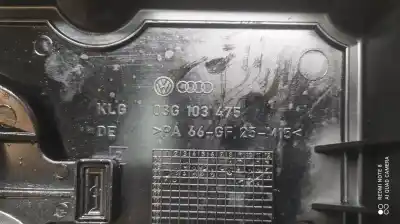 KLG 03G 103 475
DE >PA 66-GF 25-M15<
REDMI NOTE 8
AI QUAD CAMERA